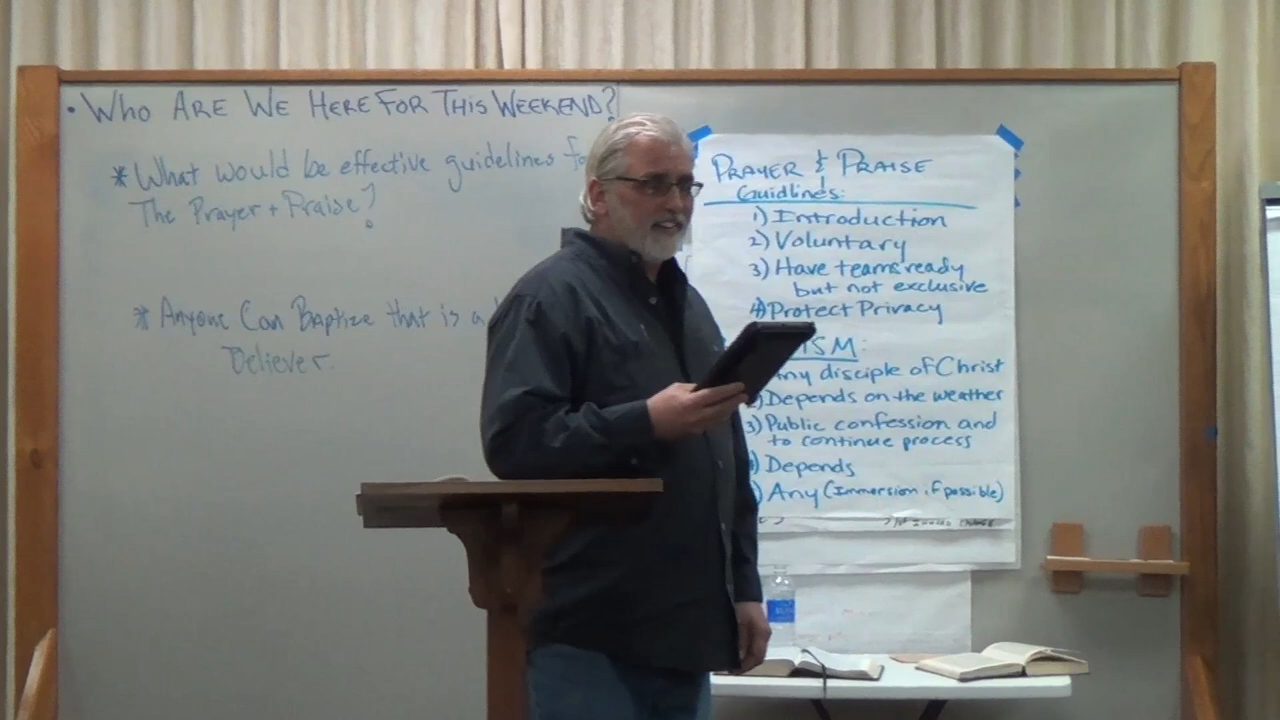 • WHO ARE WE HERE FOR THIS WEEKEND?
* What would be effective guidelines
The Prayer + Praise?
* Anyone Can Baptize that is a
Believer.
PRAYER & PRAISE
Guidlines:
1) Introduction
2) Voluntary
3) Have teams ready
but not exclusive
4) Protect Privacy
ISM:
any disciple of Christ
Depends on the weather
3) Public confession and
to continue process
) Depends
) Any (Immersion if possible)